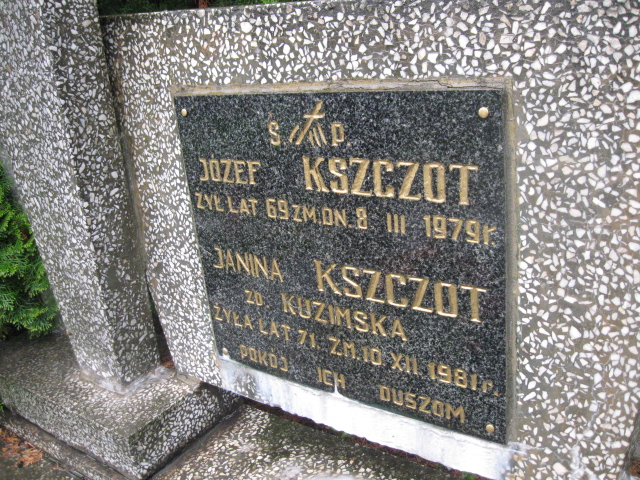 Ś P
JÓZEF KSZCZOT
ŻYŁ LAT 69 ZM. DN. 8 III 1979 r.
JANINA KSZCZOT
ZD KUZIMSKĄ
ŻYŁA LAT 71. ZM 10 XII 1981 r.
POKÓJ ICH DUSZOM